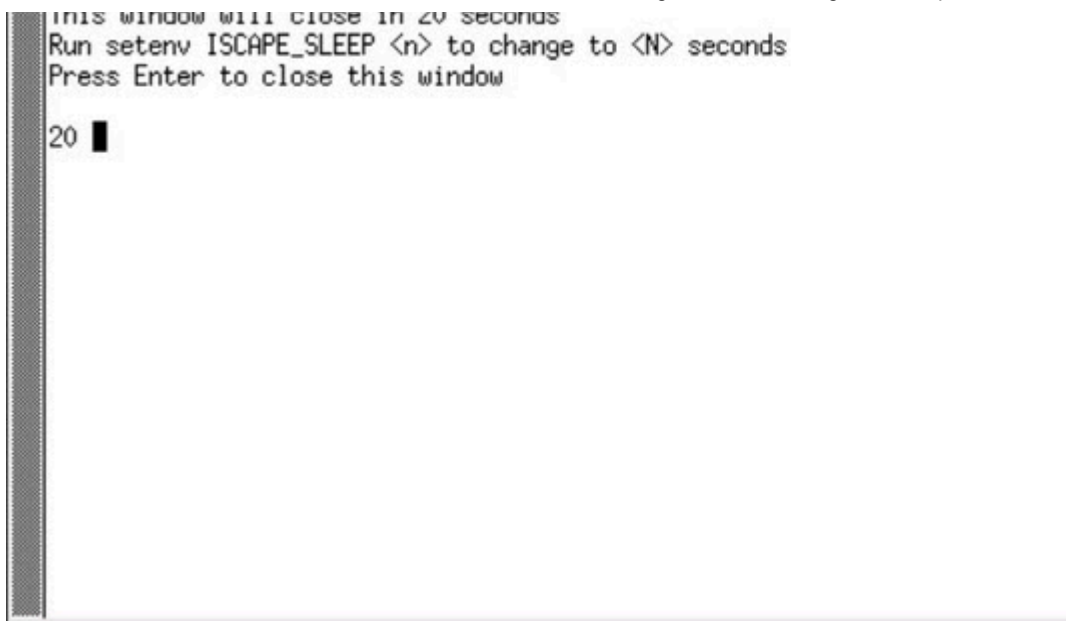 This window will close in 20 seconds
Run setenv ISCAPE_SLEEP <n> to change to <N> seconds
Press Enter to close this window
20